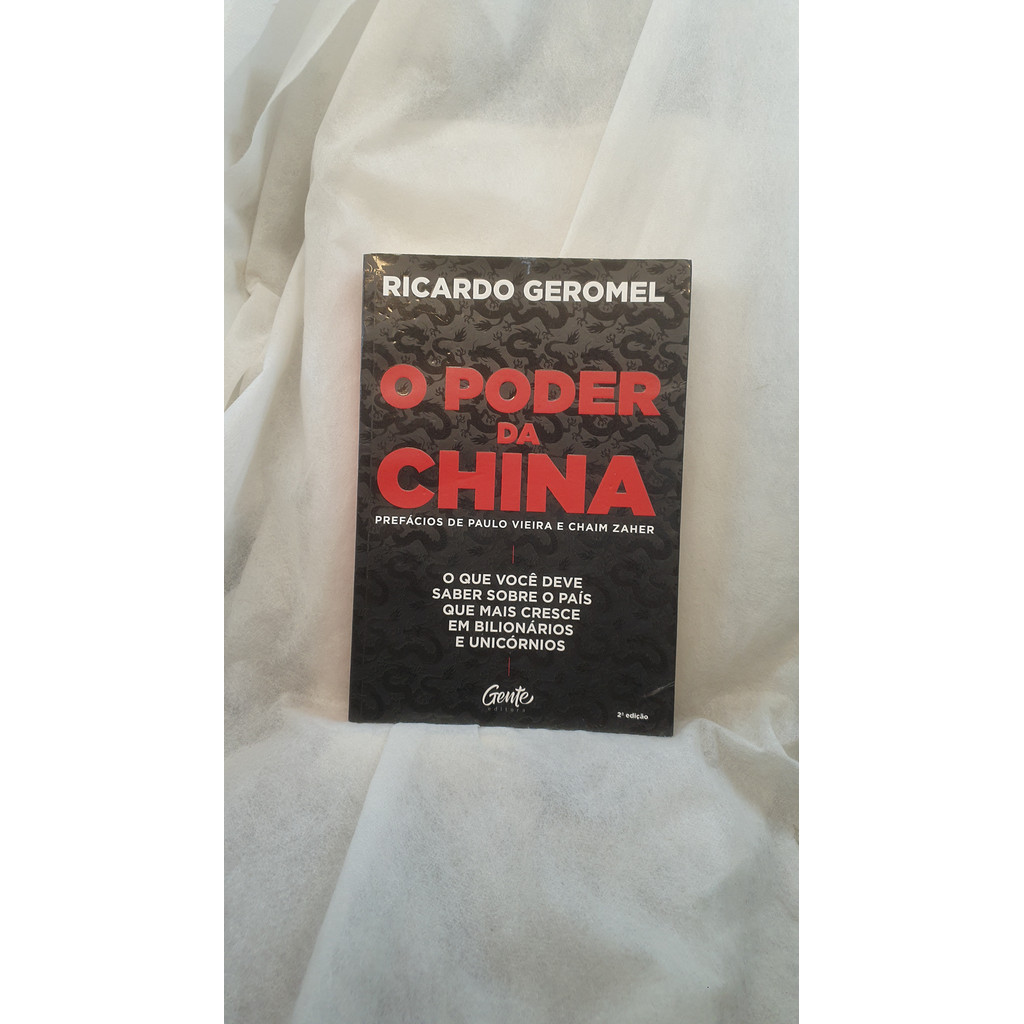 RICARDO GEROMEL
O PODER
DA
CHINA
PREFÁCIOS DE PAULO VIEIRA E CHAIM ZAHER
O QUE VOCÊ DEVE
SABER SOBRE O PAÍS
QUE MAIS CRESCE
EM BILIONÁRIOS
E UNICÓRNIOS
Gente
editora
2ª edição